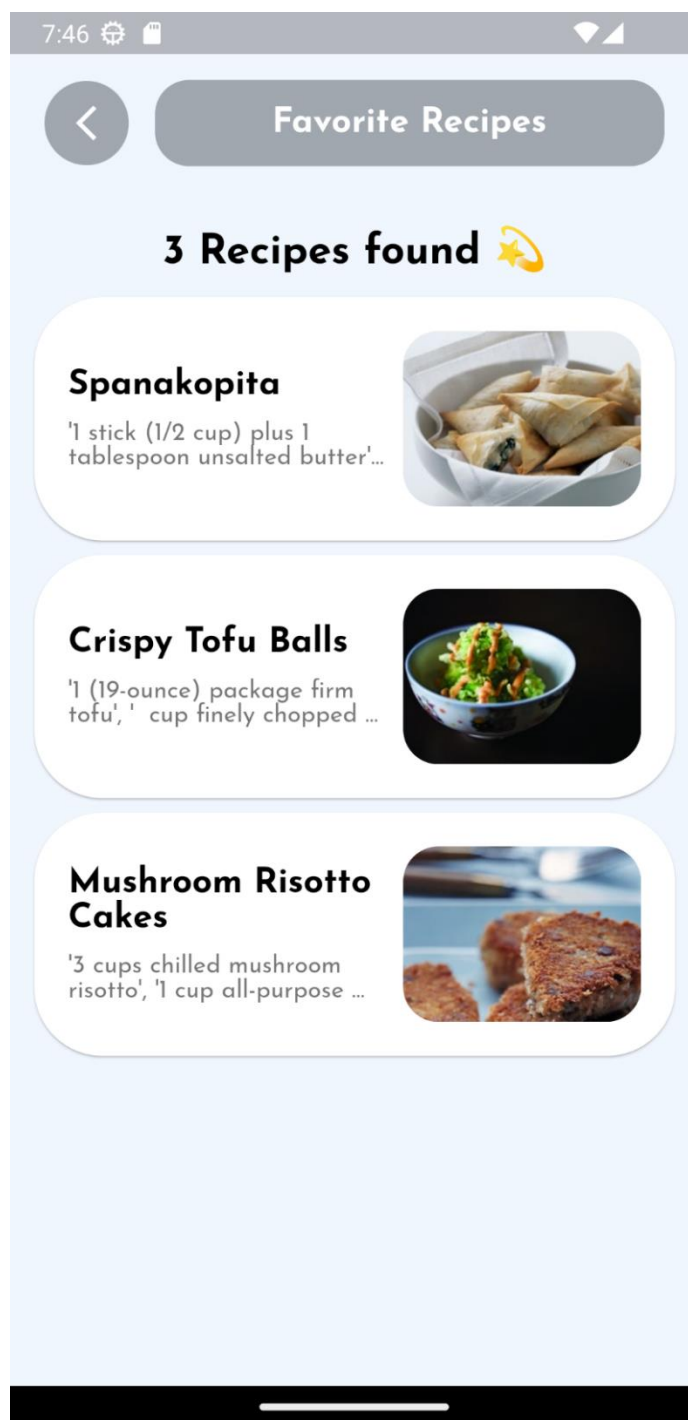 7:46
Favorite Recipes
3 Recipes found 💫
Spanakopita
'1 stick (1/2 cup) plus 1
tablespoon unsalted butter'...
Crispy Tofu Balls
'1 (19-ounce) package firm
tofu', '  cup finely chopped ...
Mushroom Risotto
Cakes
'3 cups chilled mushroom
risotto', '1 cup all-purpose ...